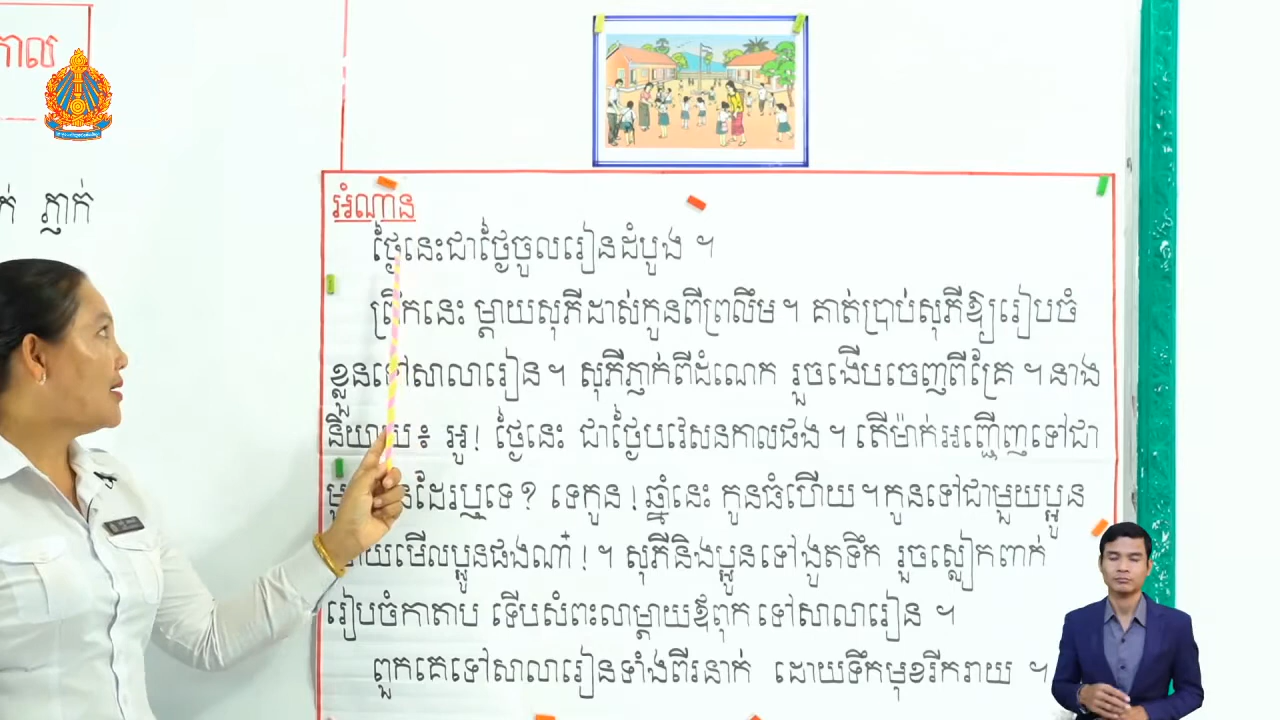 កាល
ក់ ភ្ញាក់
អំណាន
ថ្ងៃនេះជាថ្ងៃចូលរៀនដំបូង ។
ព្រឹកនេះ ម្តាយសុភីដាស់កូនពីព្រលឹម ។ គាត់ប្រាប់សុភីឱ្យរៀបចំ
ខ្លួនទៅសាលារៀន ។ សុភីភ្ញាក់ពីដំណេក រួចងើបចេញពីគ្រែ ។ នាង
និយាយ៖ អូ! ថ្ងៃនេះ ជាថ្ងៃបវេសនកាលផង ។ តើម៉ាក់អញ្ជើញទៅជា
ដែរឬទេ? ទេកូន ! ឆ្នាំនេះ កូនធំហើយ ។ កូនទៅជាមួយប្អូន
មើលប្អូនផងណា៎ ! ។ សុភីនិងប្អូនទៅងូតទឹក រួចស្លៀកពាក់
រៀបចំកាតាប ទើបសំពះលាម្តាយឪពុក ទៅសាលារៀន ។
ពួកគេទៅសាលារៀនទាំងពីរនាក់ ដោយទឹកមុខរីករាយ ។